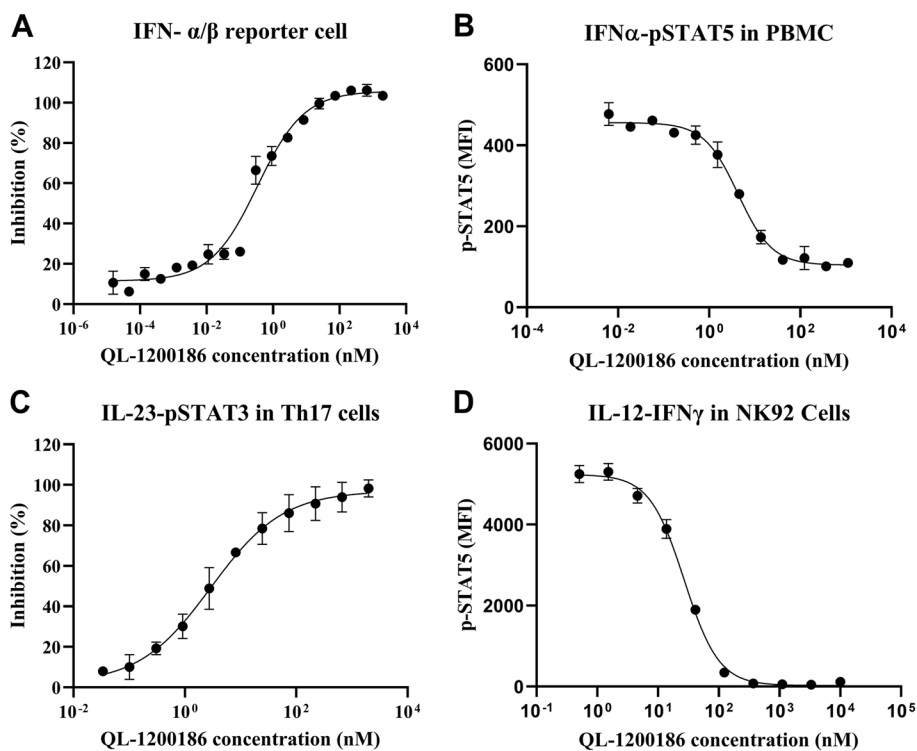 A
IFN- α/β reporter cell
Inhibition (%)
120
100
80
60
40
20
0
10⁻⁶
10⁻⁴
10⁻²
10⁰
10²
10⁴
QL-1200186 concentration (nM)
B
IFNα-pSTAT5 in PBMC
p-STAT5 (MFI)
600
400
200
0
10⁻⁴
10⁻²
10⁰
10²
10⁴
QL-1200186 concentration (nM)
C
IL-23-pSTAT3 in Th17 cells
Inhibition (%)
120
100
80
60
40
20
0
10⁻²
10⁰
10²
10⁴
QL-1200186 concentration (nM)
D
IL-12-IFNγ in NK92 Cells
p-STAT5 (MFI)
6000
4000
2000
0
10⁻¹
10⁰
10¹
10²
10³
10⁴
10⁵
QL-1200186 concentration (nM)